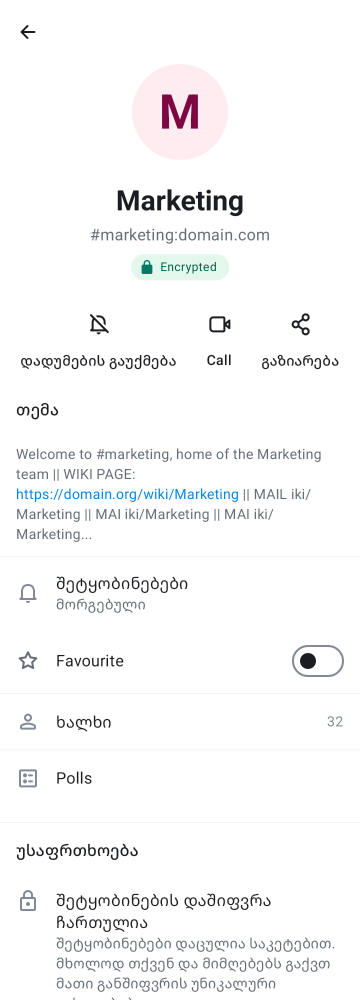 M
Marketing
#marketing:domain.com
Encrypted
დადუმების გაუქმება
Call
გაზიარება
თემა
Welcome to #marketing, home of the Marketing
team || WIKI PAGE:
https://domain.org/wiki/Marketing || MAIL iki/
Marketing || MAI iki/Marketing || MAI iki/
Marketing...
შეტყობინებები
მორგებული
Favourite
ხალხი 32
Polls
უსაფრთხოება
შეტყობინების დაშიფვრა
ჩართულია
შეტყობინებები დაცულია საკეტებით.
მხოლოდ თქვენ და მიმღებებს გაქვთ
მათი განშიფვრის უნიკალური